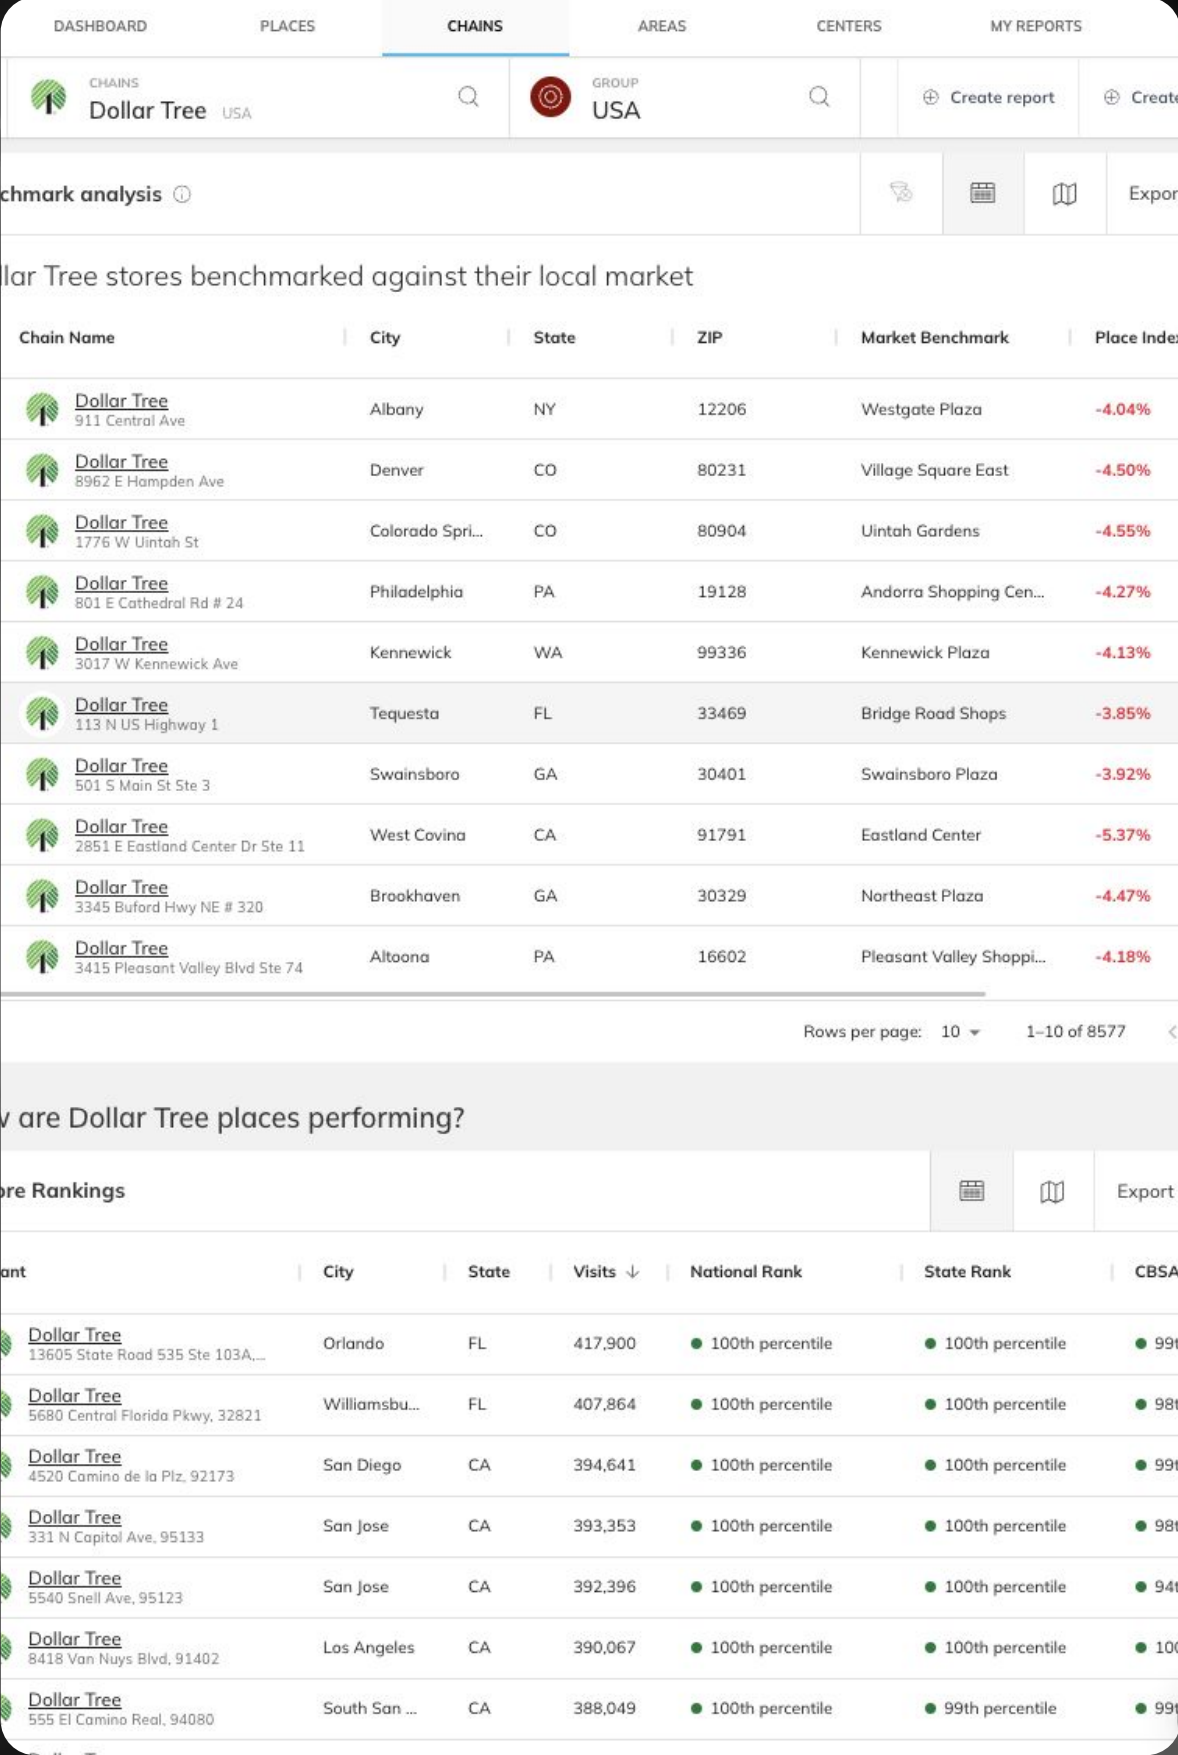 DASHBOARD PLACES CHAINS AREAS CENTERS MY REPORTS
CHAINS
Dollar Tree USA
GROUP
USA
Create report
Create
chmark analysis
Expor
llar Tree stores benchmarked against their local market
Chain Name City State ZIP Market Benchmark Place Index
Dollar Tree
911 Central Ave
Albany NY 12206 Westgate Plaza -4.04%
Dollar Tree
8962 E Hampden Ave
Denver CO 80231 Village Square East -4.50%
Dollar Tree
1776 W Uintah St
Colorado Spri... CO 80904 Uintah Gardens -4.55%
Dollar Tree
801 E Cathedral Rd # 24
Philadelphia PA 19128 Andorra Shopping Cen... -4.27%
Dollar Tree
3017 W Kennewick Ave
Kennewick WA 99336 Kennewick Plaza -4.13%
Dollar Tree
113 N US Highway 1
Tequesta FL 33469 Bridge Road Shops -3.85%
Dollar Tree
501 S Main St Ste 3
Swainsboro GA 30401 Swainsboro Plaza -3.92%
Dollar Tree
2851 E Eastland Center Dr Ste 11
West Covina CA 91791 Eastland Center -5.37%
Dollar Tree
3345 Buford Hwy NE # 320
Brookhaven GA 30329 Northeast Plaza -4.47%
Dollar Tree
3415 Pleasant Valley Blvd Ste 74
Altoona PA 16602 Pleasant Valley Shoppi... -4.18%
Rows per page: 10 1–10 of 8577
w are Dollar Tree places performing?
ore Rankings
Export
ant City State Visits National Rank State Rank CBSA
Dollar Tree
13605 State Road 535 Ste 103A,...
Orlando FL 417,900 100th percentile 100th percentile 99t
Dollar Tree
5680 Central Florida Pkwy, 32821
Williamsbu... FL 407,864 100th percentile 100th percentile 98t
Dollar Tree
4520 Camino de la Plz, 92173
San Diego CA 394,641 100th percentile 100th percentile 99t
Dollar Tree
331 N Capitol Ave, 95133
San Jose CA 393,353 100th percentile 100th percentile 98t
Dollar Tree
5540 Snell Ave, 95123
San Jose CA 392,396 100th percentile 100th percentile 94t
Dollar Tree
8418 Van Nuys Blvd, 91402
Los Angeles CA 390,067 100th percentile 100th percentile 100
Dollar Tree
555 El Camino Real, 94080
South San ... CA 388,049 100th percentile 99th percentile 99t